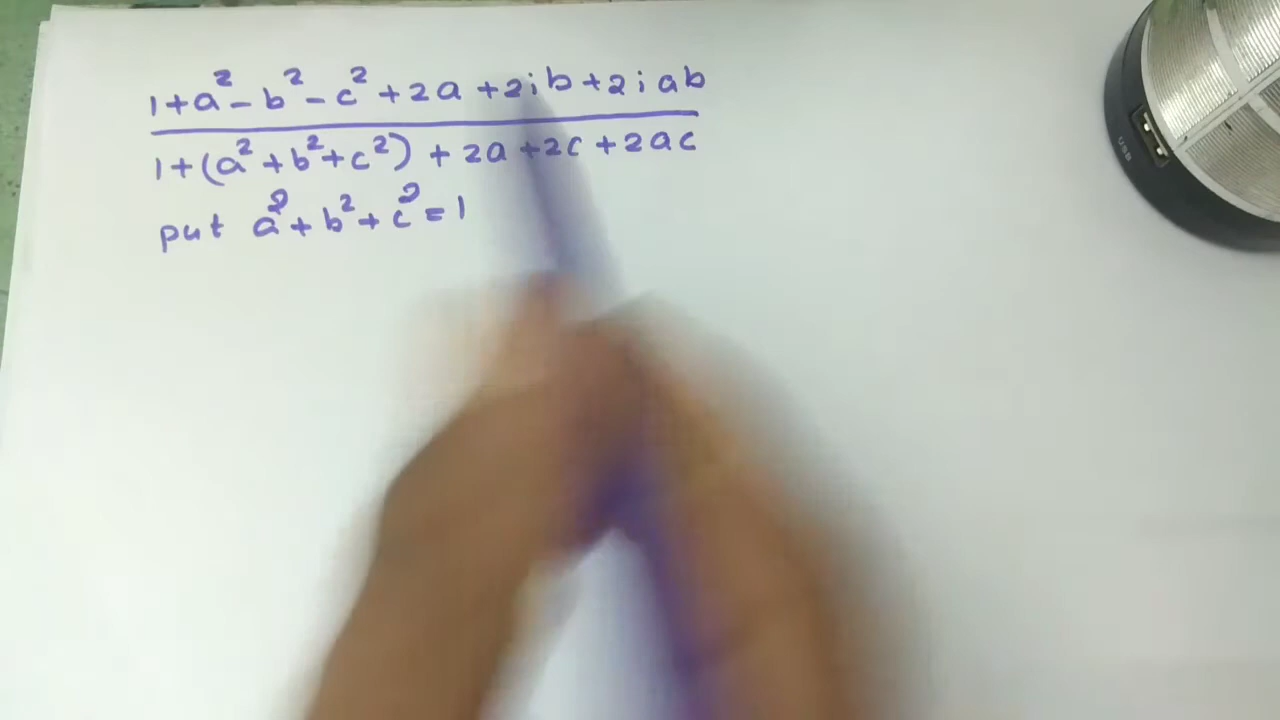 1+a²-b²-c²+2a+2ib+2iab
1+(a²+b²+c²)+2a+2c+2ac
put a²+b²+c²=1
USB